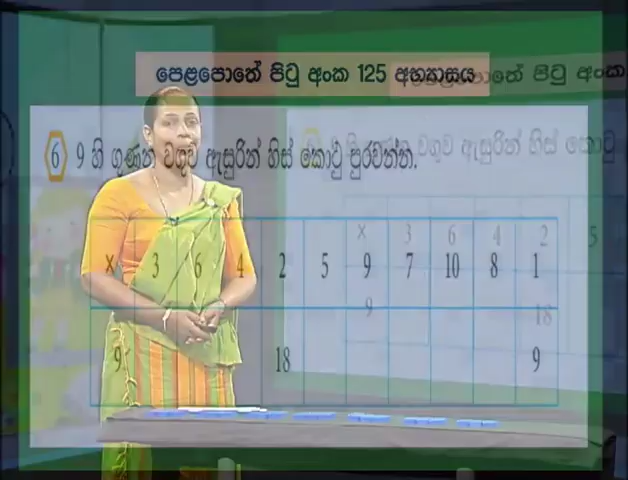 පෙළපොතේ පිටු අංක 125 අභ්‍යාසය
6 9 හි ගුණන වගුව ඇසුරින් හිස් කොටු පුරවන්න.
× 3 6 4 2 5 9 7 10 8 1
9 18 9